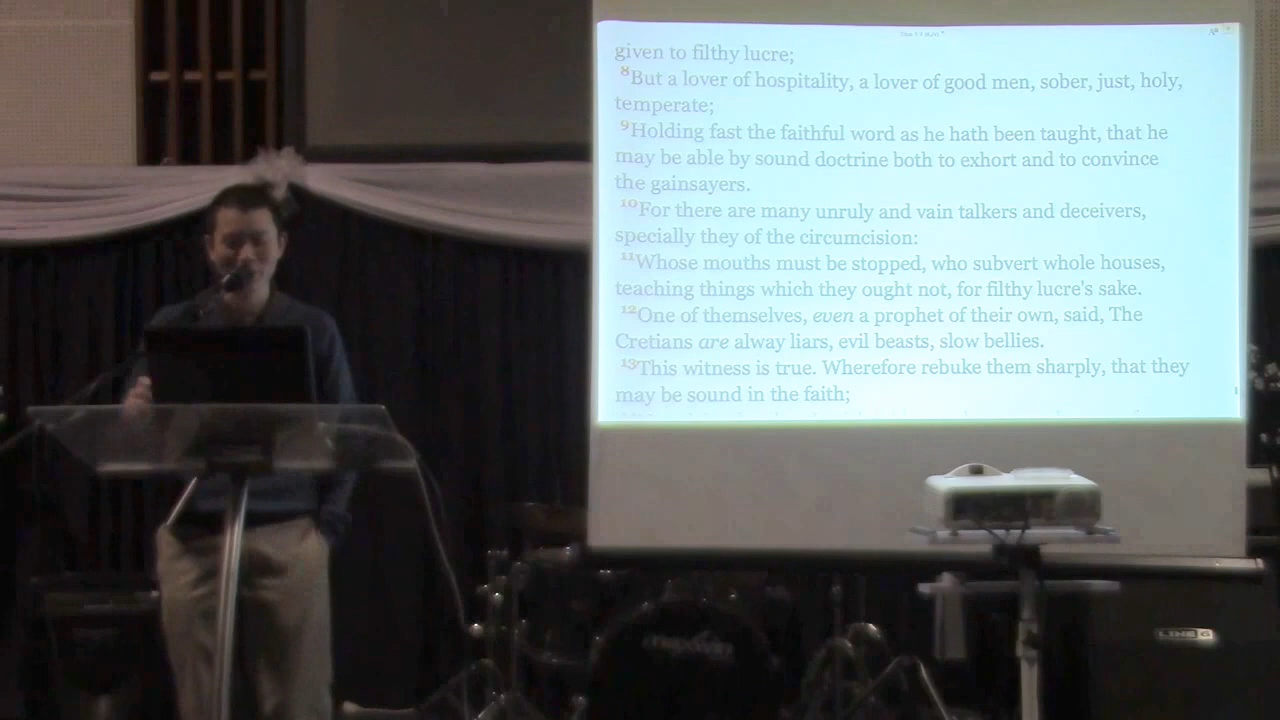 given to filthy lucre;
8But a lover of hospitality, a lover of good men, sober, just, holy,
temperate;
9Holding fast the faithful word as he hath been taught, that he
may be able by sound doctrine both to exhort and to convince
the gainsayers.
10For there are many unruly and vain talkers and deceivers,
specially they of the circumcision:
11Whose mouths must be stopped, who subvert whole houses,
teaching things which they ought not, for filthy lucre's sake.
12One of themselves, even a prophet of their own, said, The
Cretians are alway liars, evil beasts, slow bellies.
13This witness is true. Wherefore rebuke them sharply, that they
may be sound in the faith;
LINE 6